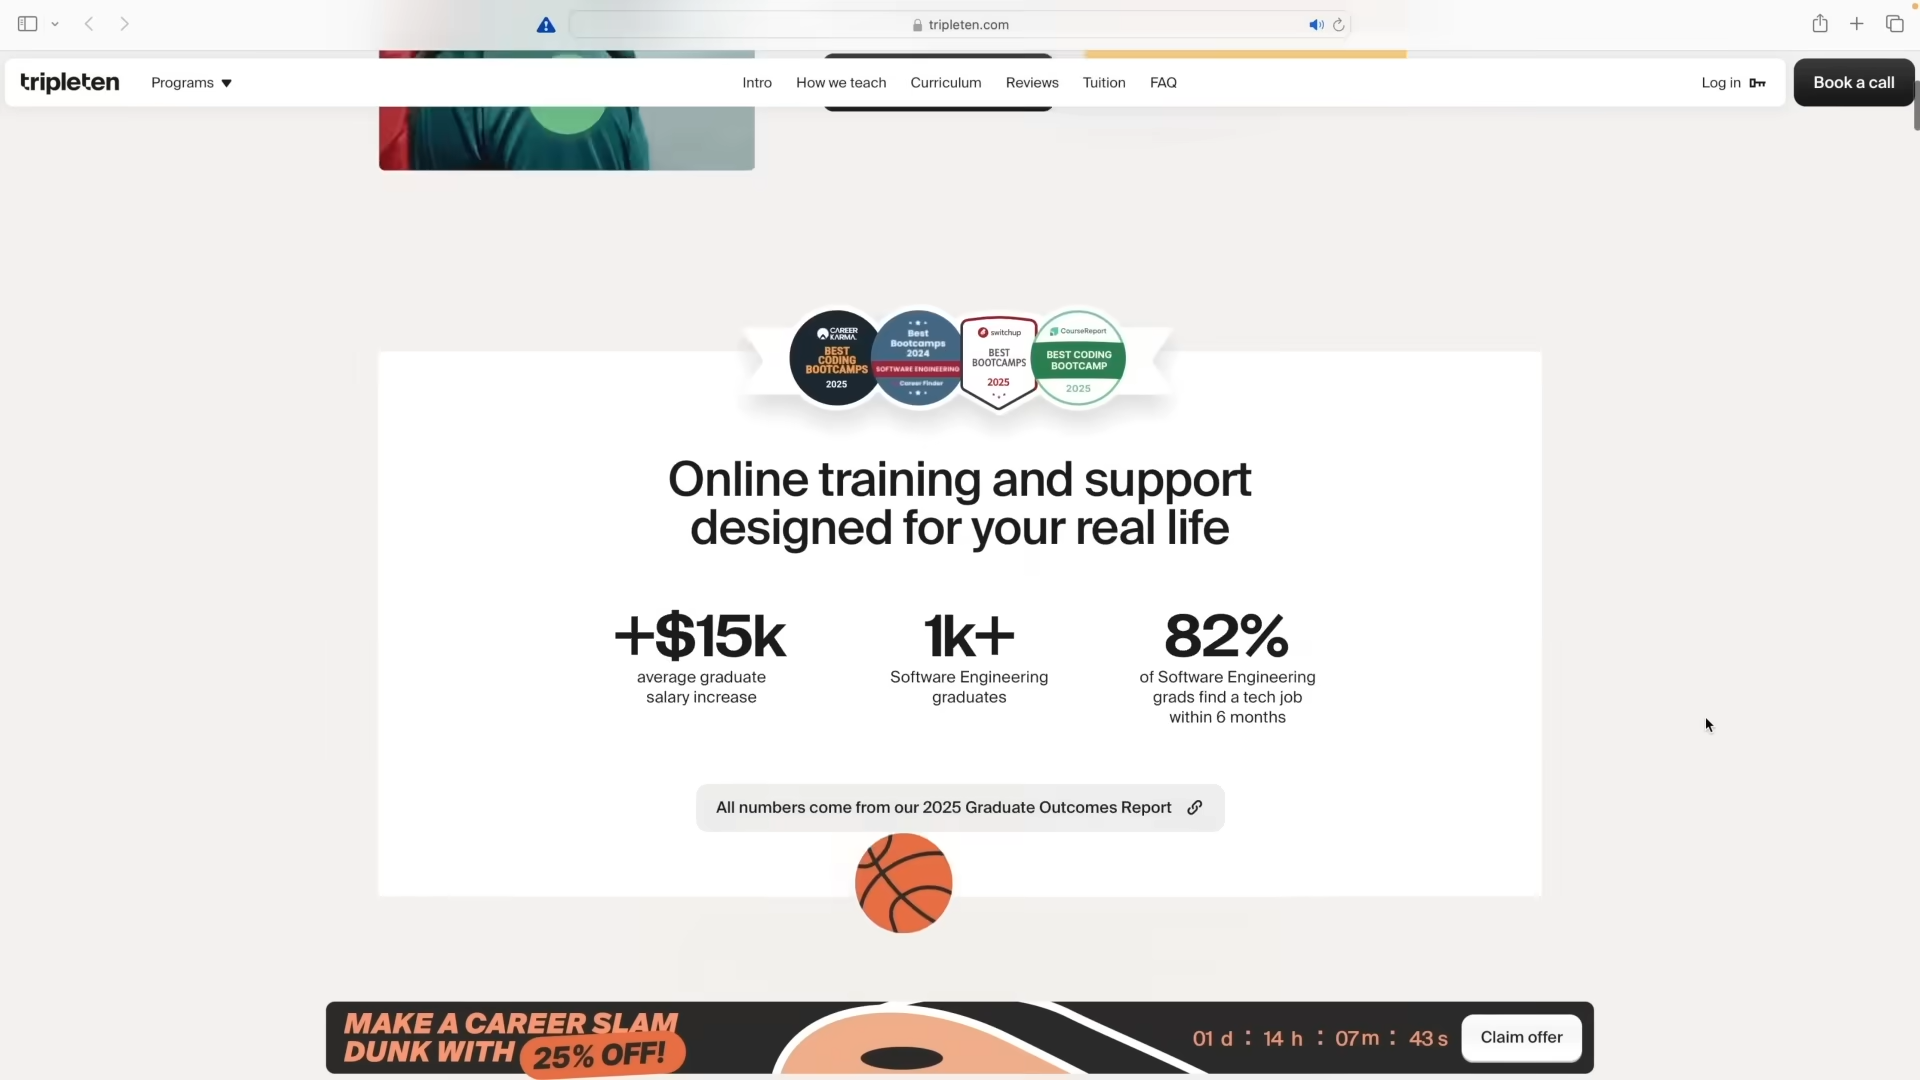 tripleten.com
tripleten
Programs
Intro
How we teach
Curriculum
Reviews
Tuition
FAQ
Log in
Book a call
CAREER
KARMA.
BEST
CODING
BOOTCAMPS
2025
Best
Bootcamps
2024
SOFTWARE ENGINEERING
Career Finder
switchup
BEST
BOOTCAMPS
2025
CourseReport
BEST CODING
BOOTCAMP
2025
Online training and support
designed for your real life
+$15k
average graduate
salary increase
1k+
Software Engineering
graduates
82%
of Software Engineering
grads find a tech job
within 6 months
All numbers come from our 2025 Graduate Outcomes Report
MAKE A CAREER SLAM
DUNK WITH 25% OFF!
01 d : 14 h : 07m : 43 s
Claim offer